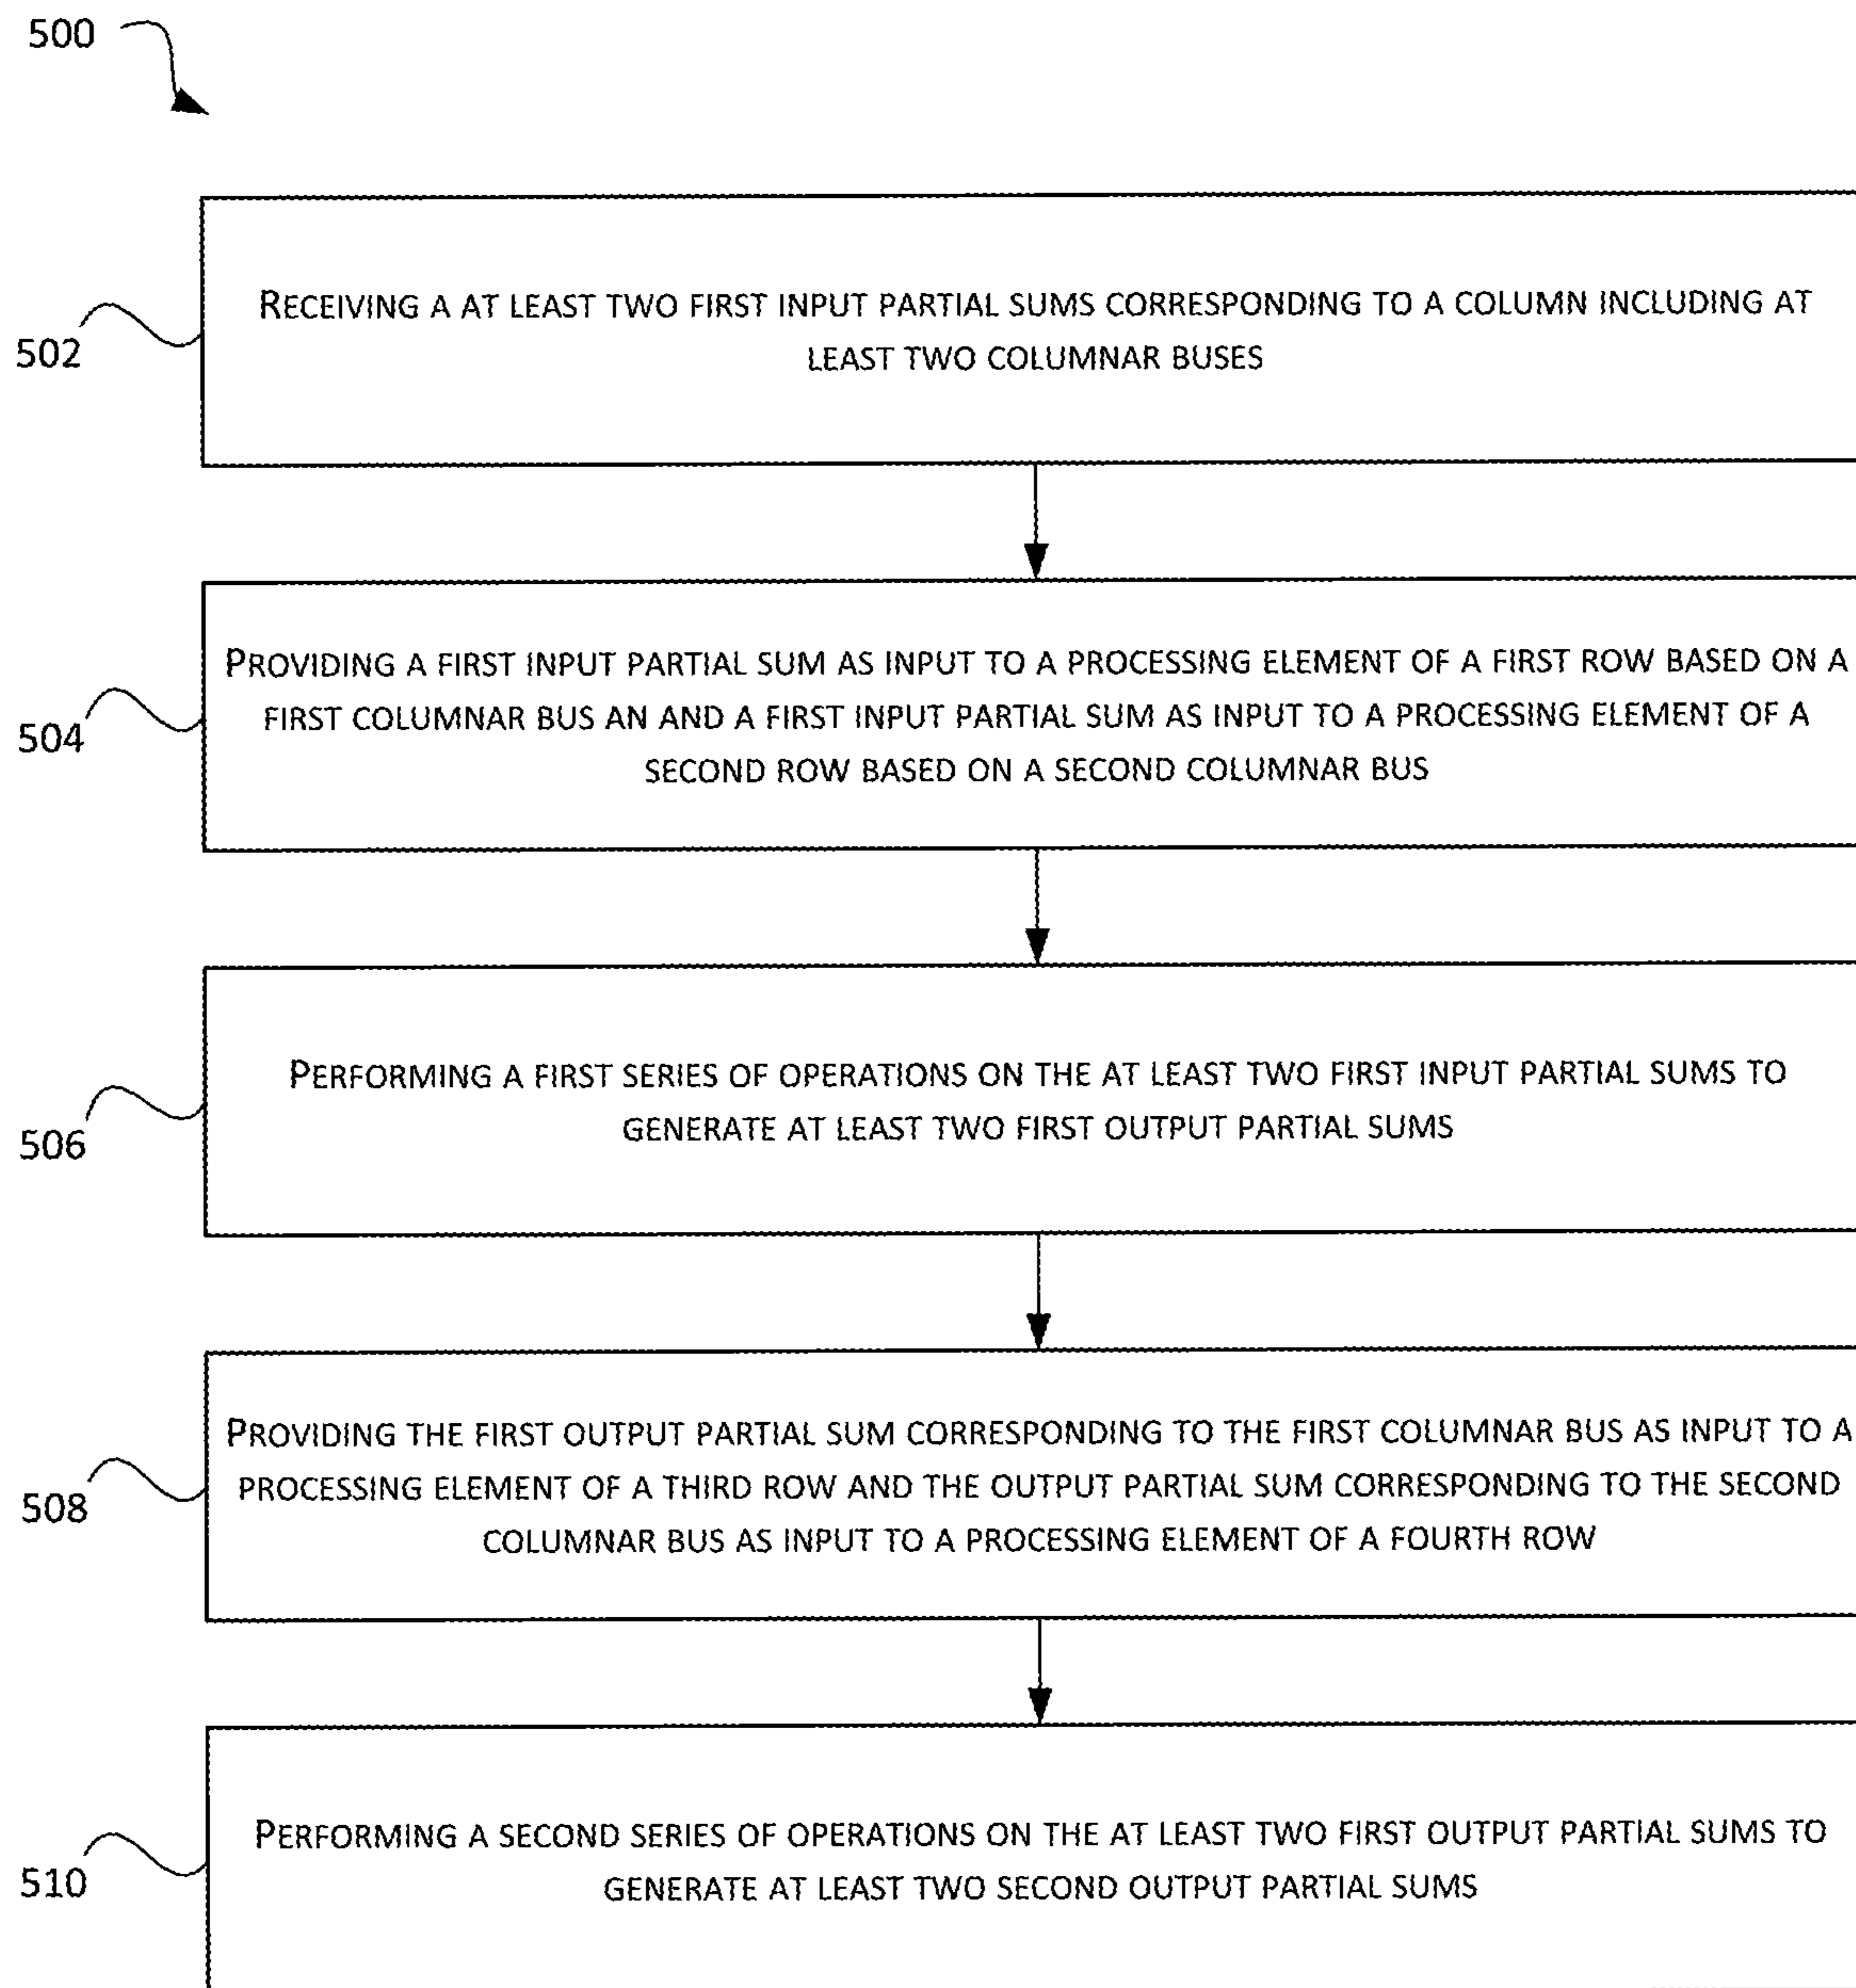 500
502
RECEIVING A AT LEAST TWO FIRST INPUT PARTIAL SUMS CORRESPONDING TO A COLUMN INCLUDING AT
LEAST TWO COLUMNAR BUSES
504
PROVIDING A FIRST INPUT PARTIAL SUM AS INPUT TO A PROCESSING ELEMENT OF A FIRST ROW BASED ON A
FIRST COLUMNAR BUS AN AND A FIRST INPUT PARTIAL SUM AS INPUT TO A PROCESSING ELEMENT OF A
SECOND ROW BASED ON A SECOND COLUMNAR BUS
506
PERFORMING A FIRST SERIES OF OPERATIONS ON THE AT LEAST TWO FIRST INPUT PARTIAL SUMS TO
GENERATE AT LEAST TWO FIRST OUTPUT PARTIAL SUMS
508
PROVIDING THE FIRST OUTPUT PARTIAL SUM CORRESPONDING TO THE FIRST COLUMNAR BUS AS INPUT TO A
PROCESSING ELEMENT OF A THIRD ROW AND THE OUTPUT PARTIAL SUM CORRESPONDING TO THE SECOND
COLUMNAR BUS AS INPUT TO A PROCESSING ELEMENT OF A FOURTH ROW
510
PERFORMING A SECOND SERIES OF OPERATIONS ON THE AT LEAST TWO FIRST OUTPUT PARTIAL SUMS TO
GENERATE AT LEAST TWO SECOND OUTPUT PARTIAL SUMS